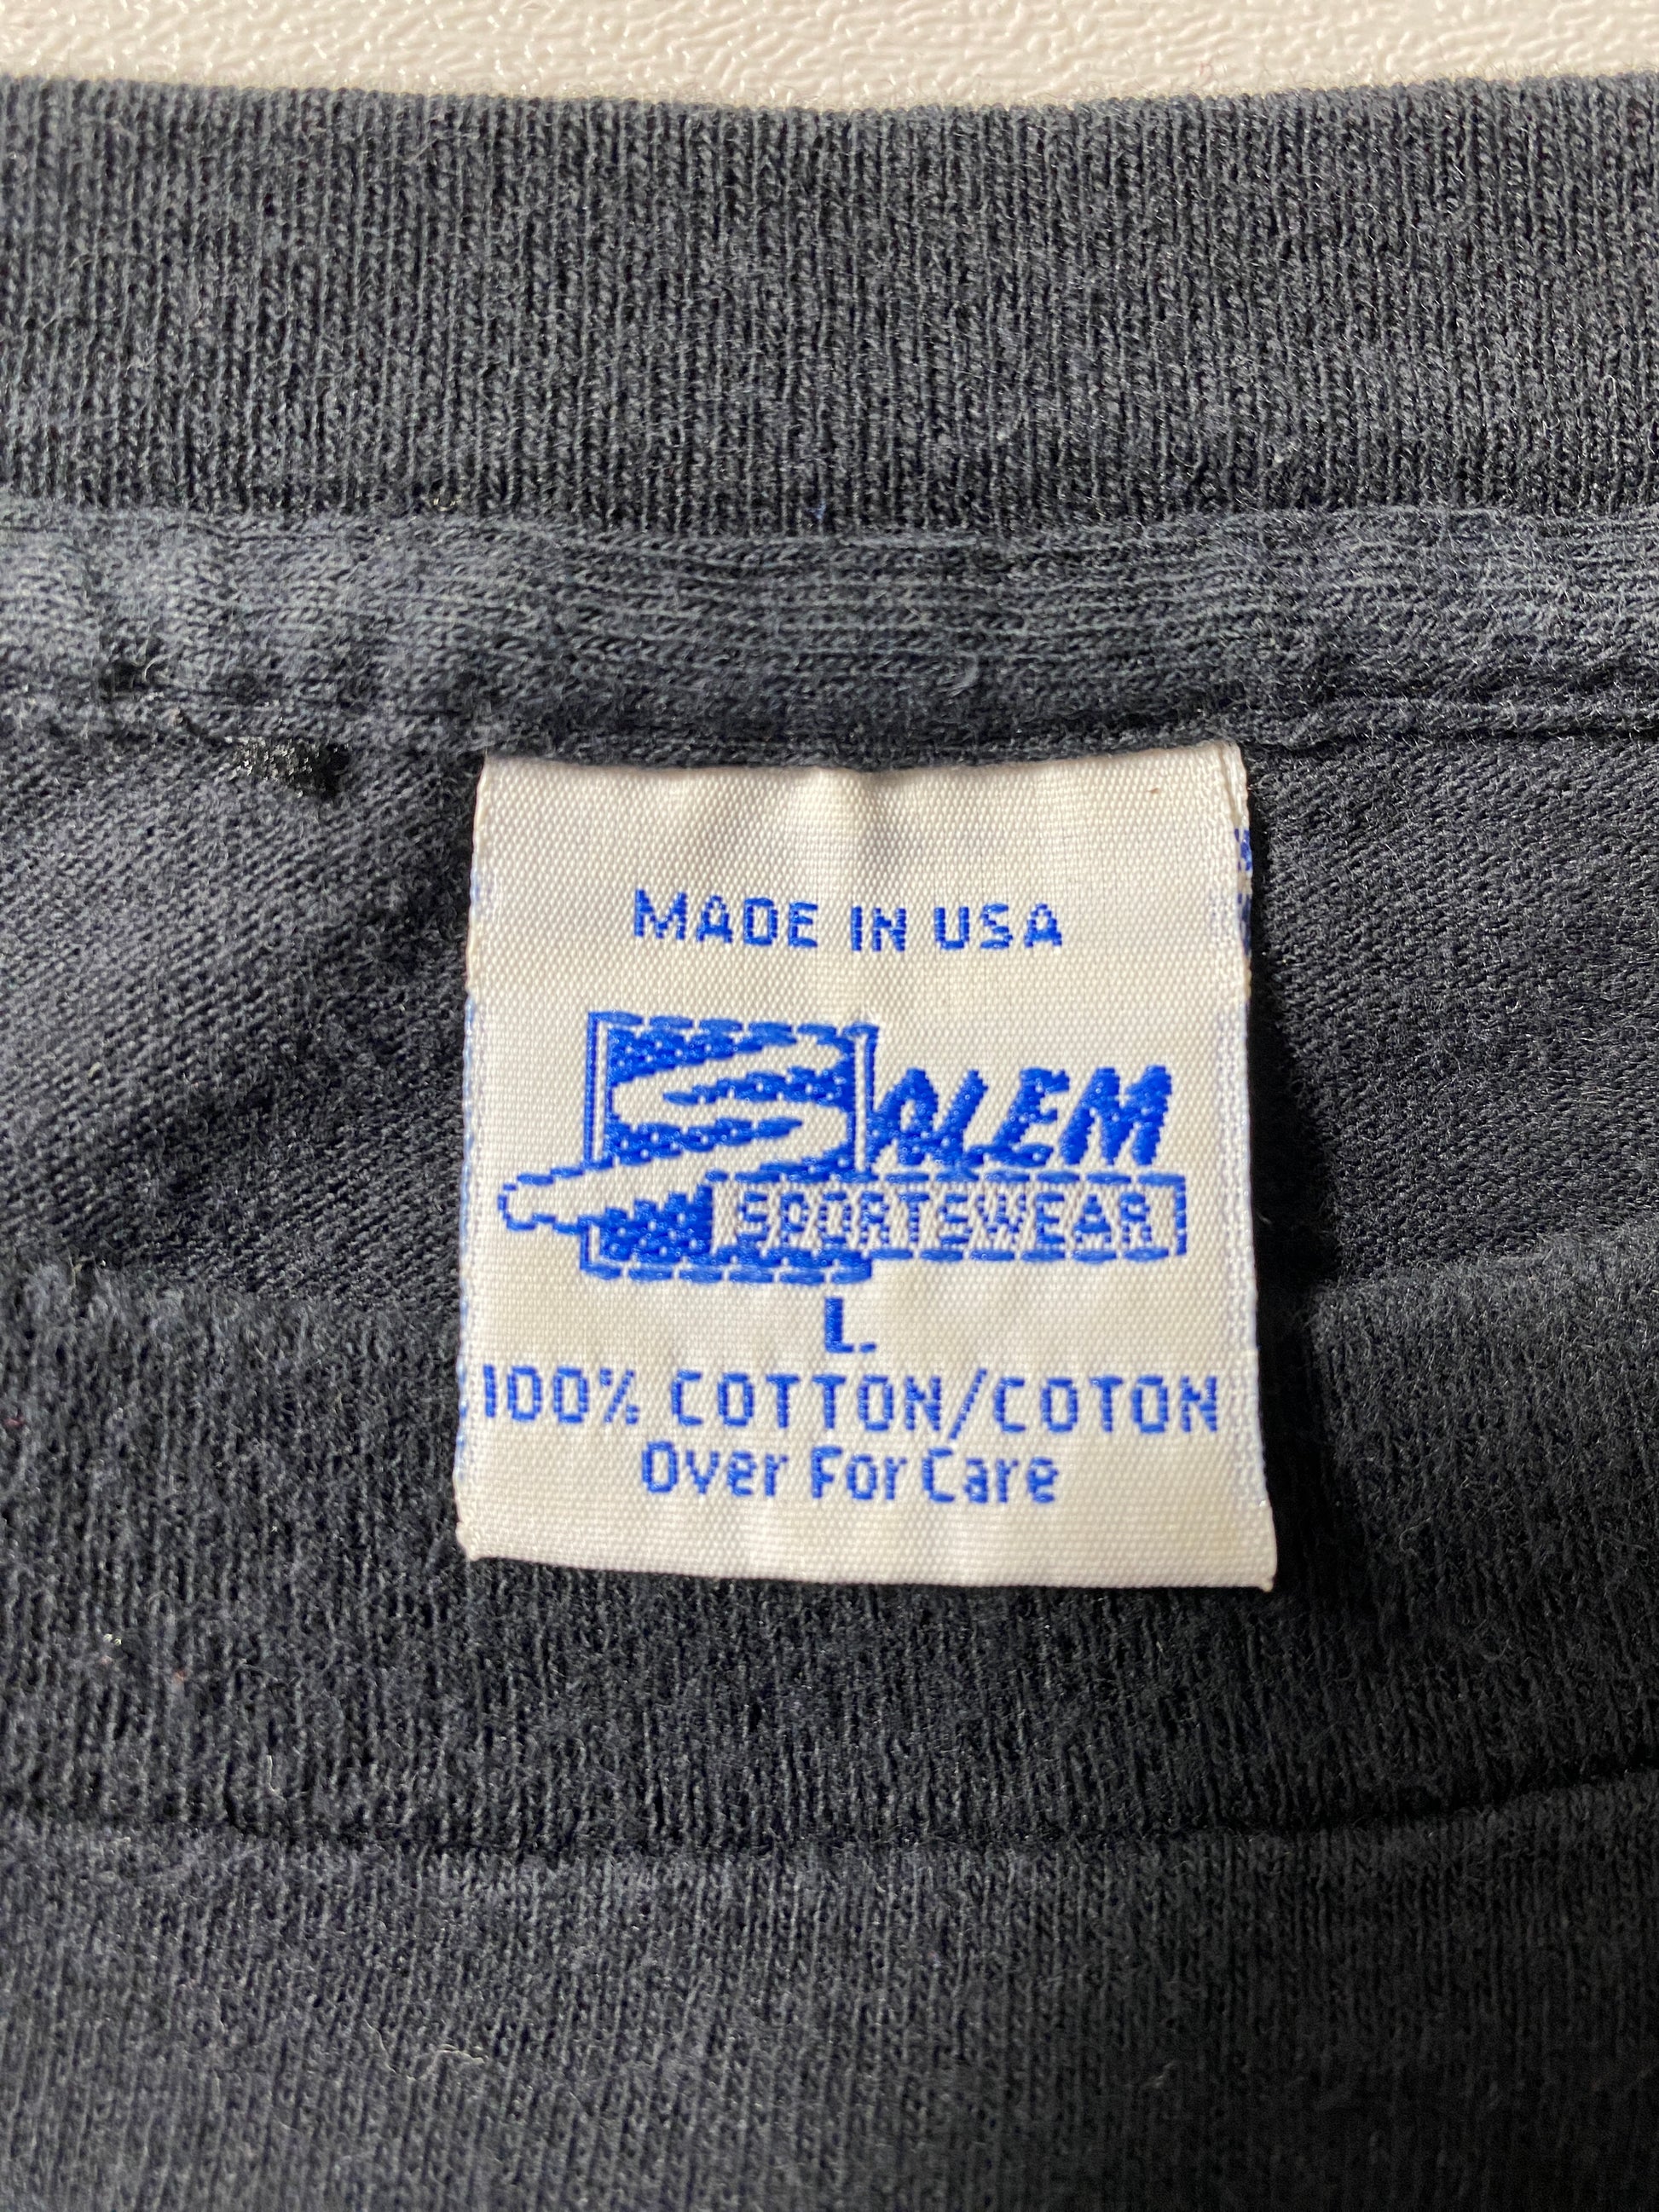 MADE IN USA
SALEM
SPORTSWEAR
L
100% COTTON/COTON
Over For Care